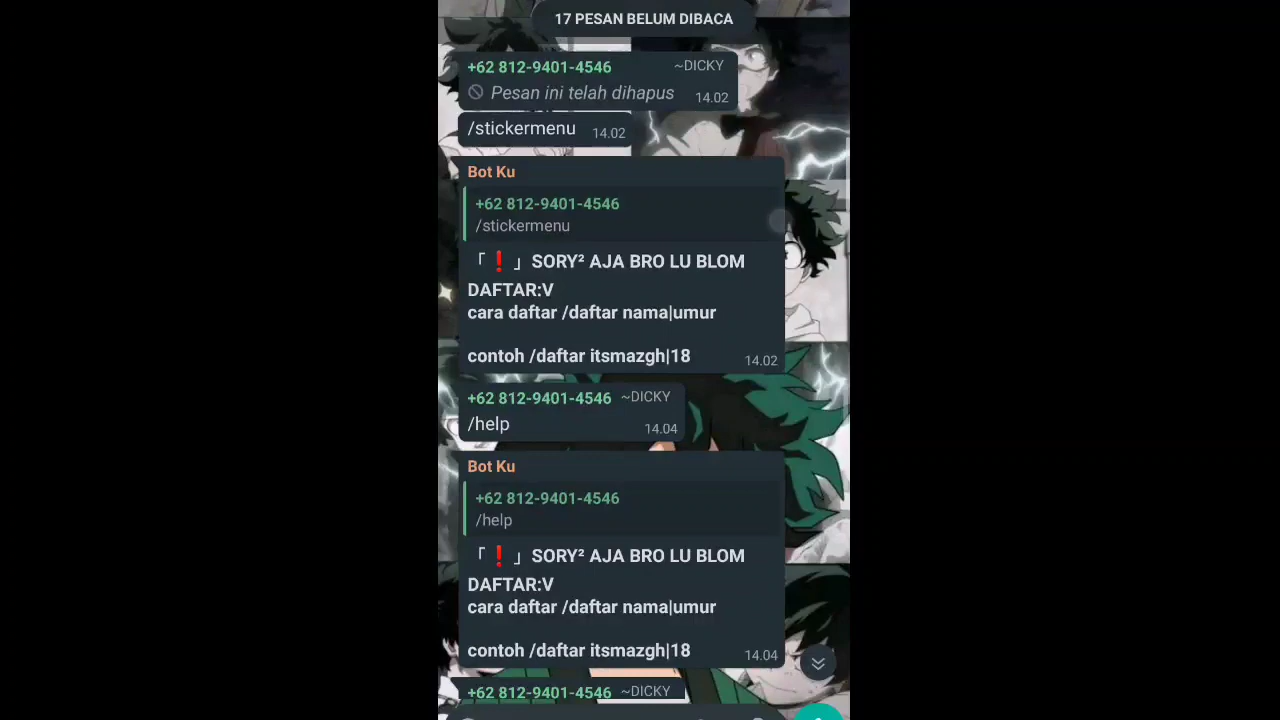 17 PESAN BELUM DIBACA
+62 812-9401-4546 ~DICKY
Pesan ini telah dihapus 14.02
/stickermenu 14.02
Bot Ku
+62 812-9401-4546
/stickermenu
「❗」SORY² AJA BRO LU BLOM
DAFTAR:V
cara daftar /daftar nama|umur
contoh /daftar itsmazgh|18 14.02
+62 812-9401-4546 ~DICKY
/help 14.04
Bot Ku
+62 812-9401-4546
/help
「❗」SORY² AJA BRO LU BLOM
DAFTAR:V
cara daftar /daftar nama|umur
contoh /daftar itsmazgh|18 14.04
+62 812-9401-4546 ~DICKY